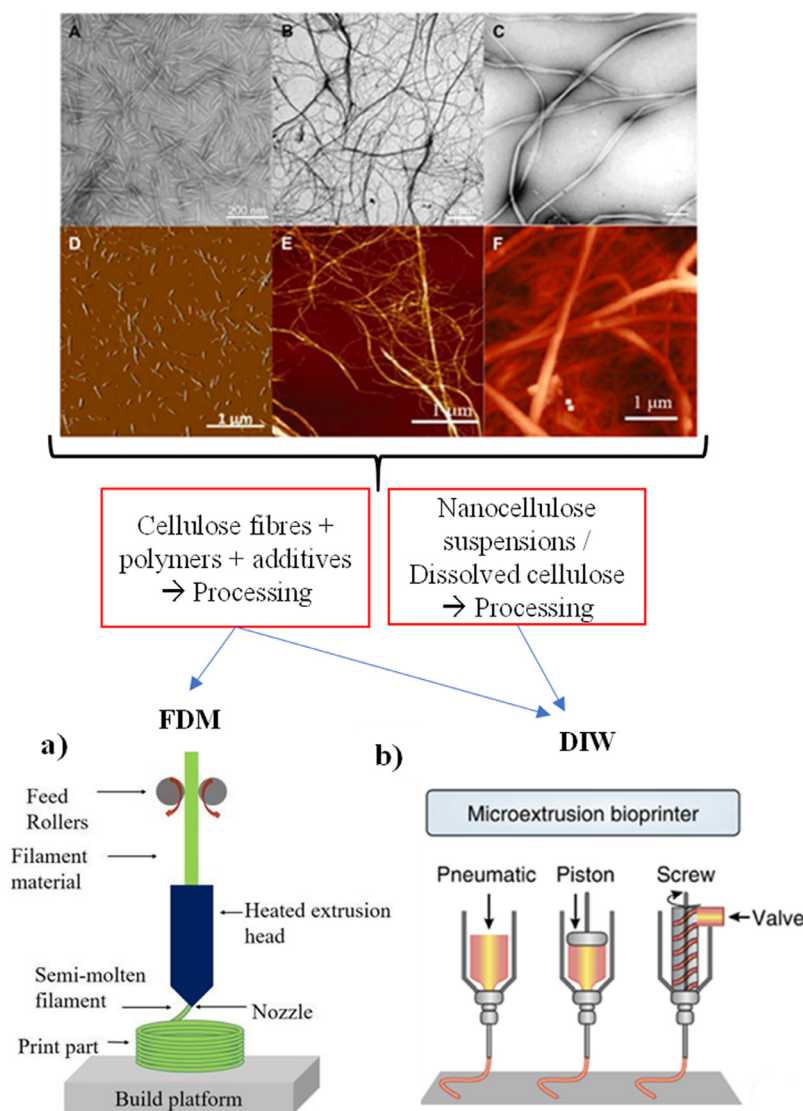 A
B
C
200 nm
D
E
F
1 μm
1 μm
1 μm
Cellulose fibres +
polymers + additives
→ Processing
Nanocellulose
suspensions /
Dissolved cellulose
→ Processing
FDM
DIW
a)
Feed
Rollers
Filament
material
Heated extrusion
head
Semi-molten
filament
Nozzle
Print part
Build platform
b)
Microextrusion bioprinter
Pneumatic
Piston
Screw
Valve